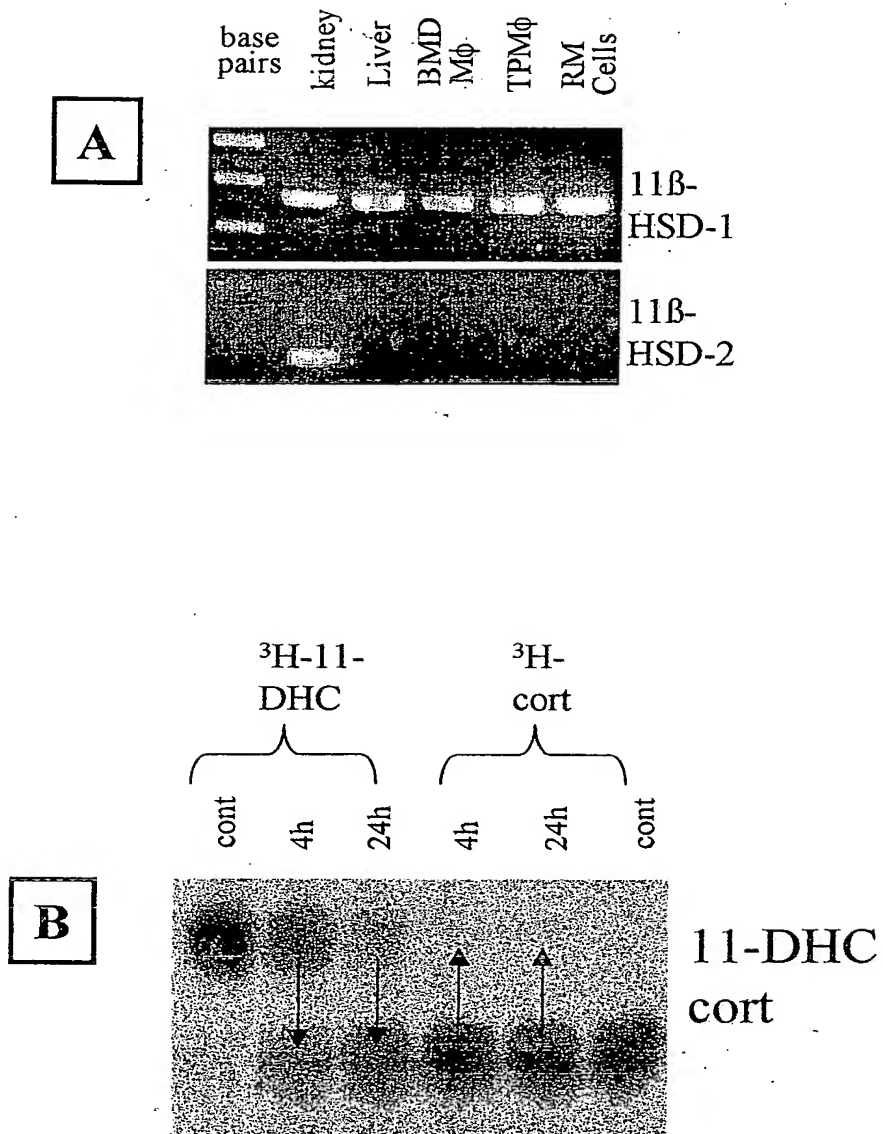 base pairs
kidney
Liver
BMD Mϕ
TPMϕ
RM Cells
A
11ß-
HSD-1
11ß-
HSD-2
³H-11-
DHC
³H-
cort
cont
4h
24h
4h
24h
cont
B
11-DHC
cort